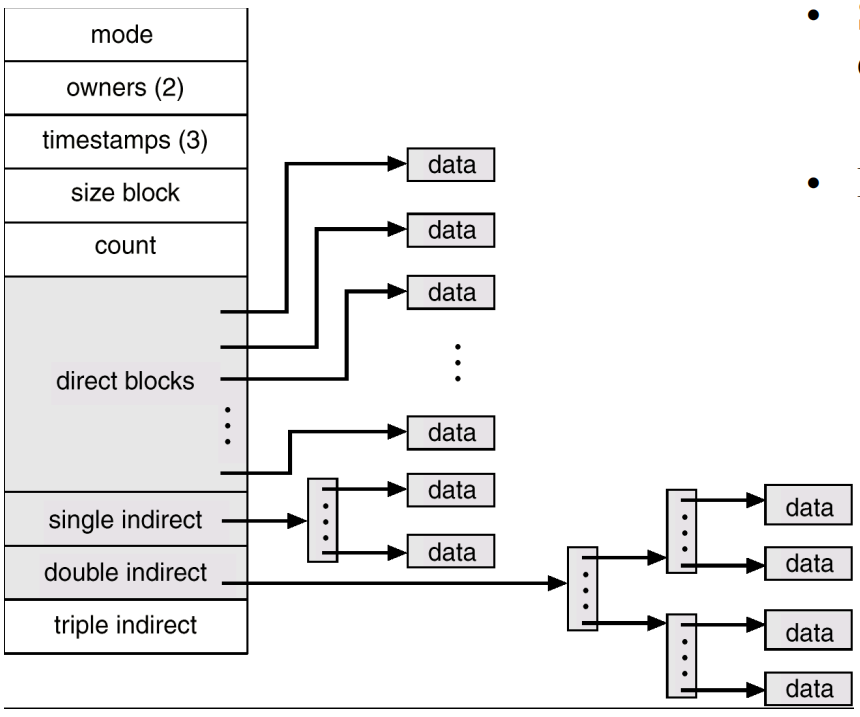 mode
owners (2)
timestamps (3)
size block
count
direct blocks
single indirect
double indirect
triple indirect
data
data
data
data
data
data
data
data
data
data